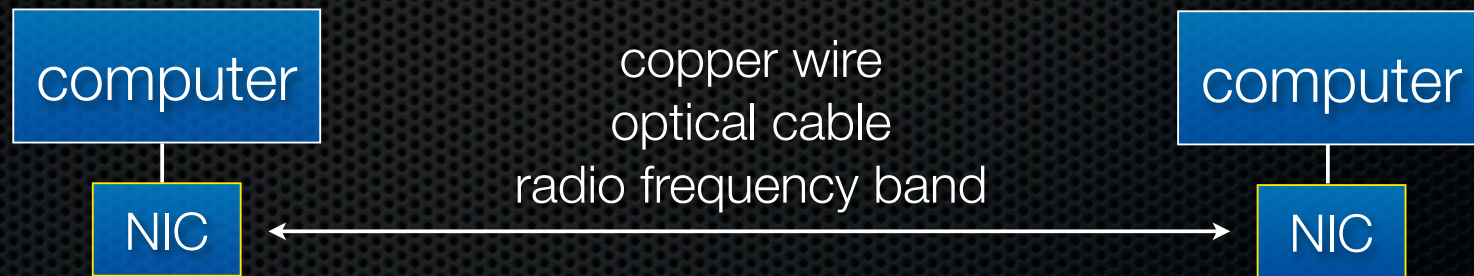 computer
copper wire
optical cable
radio frequency band
computer
NIC
NIC